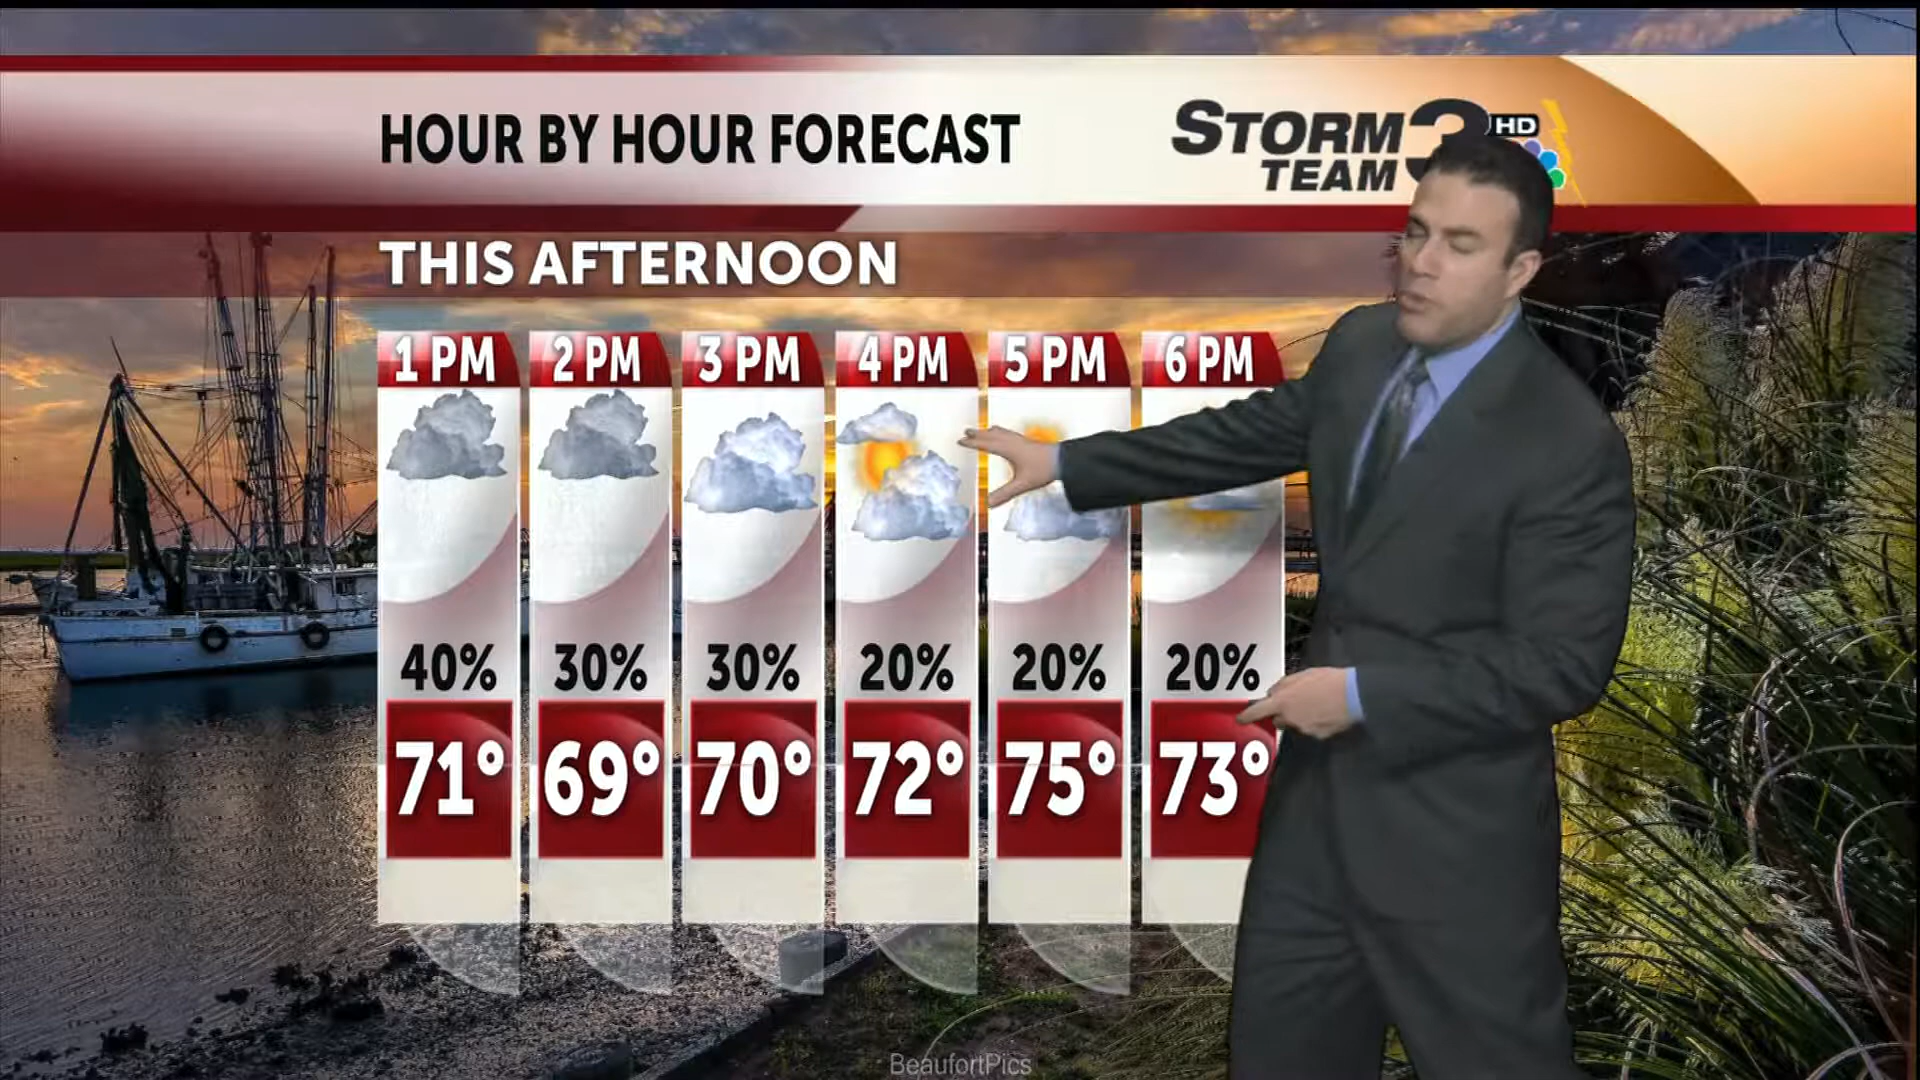 HOUR BY HOUR FORECAST
STORM 3 HD
TEAM
THIS AFTERNOON
1 PM 2 PM 3 PM 4 PM 5 PM 6 PM
40% 30% 30% 20% 20% 20%
71° 69° 70° 72° 75° 73°
BeaufortPics